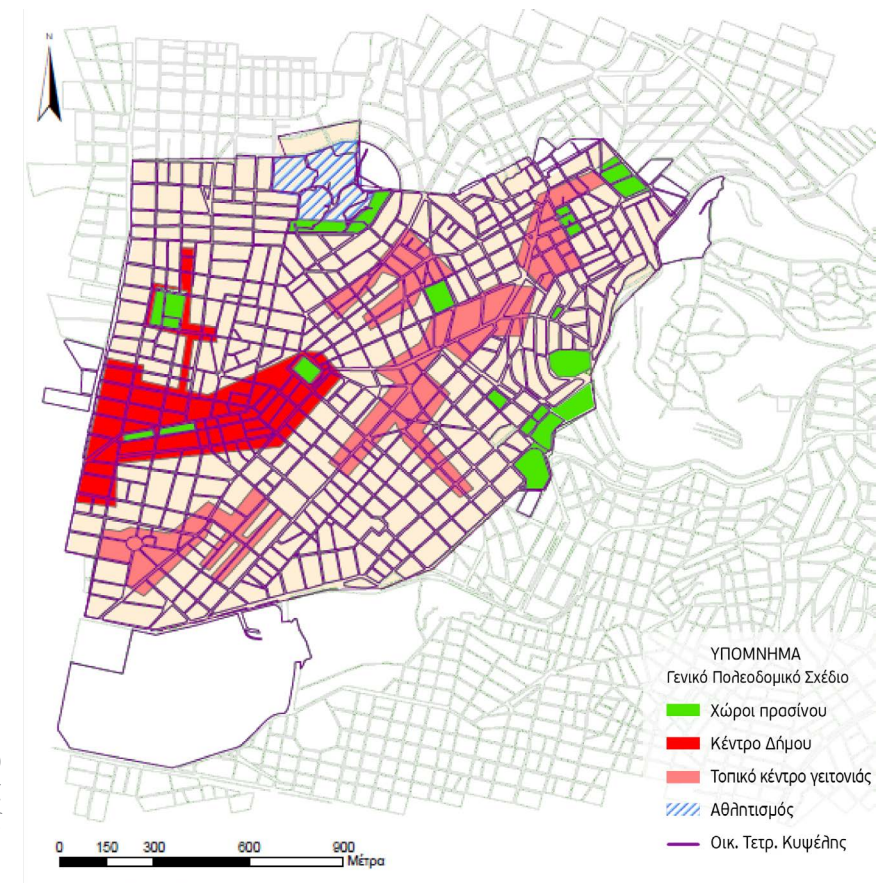 N
ΥΠΟΜΝΗΜΑ
Γενικό Πολεοδομικό Σχέδιο
Χώροι πρασίνου
Κέντρο Δήμου
Τοπικό κέντρο γειτονιάς
Αθλητισμός
Οικ. Τετρ. Κυψέλης
0 150 300 600 900
Μέτρα